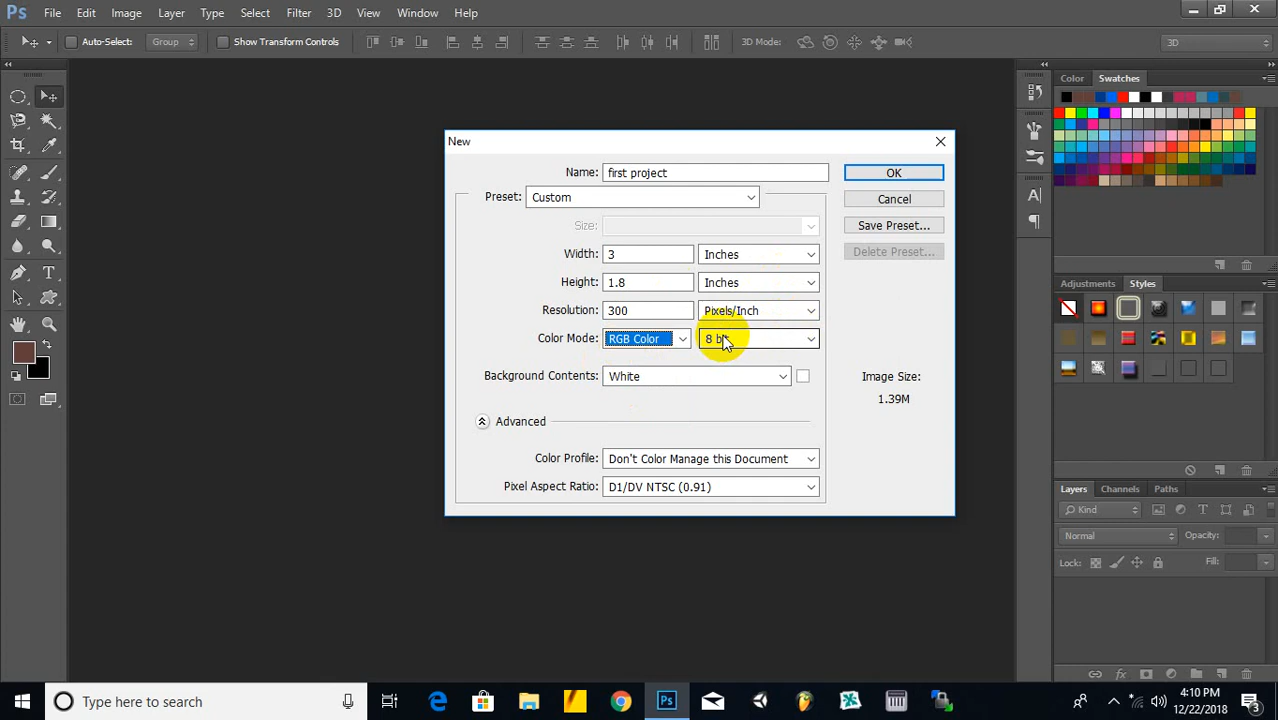 Ps File Edit Image Layer Type Select Filter 3D View Window Help
Auto-Select: Group Show Transform Controls 3D Mode: 3D
Color Swatches
New
Name: first project OK
Preset: Custom Cancel
Size: Save Preset...
Width: 3 Inches Delete Preset...
Height: 1.8 Inches
Resolution: 300 Pixels/Inch
Color Mode: RGB Color 8 bit
Background Contents: White Image Size:
1.39M
Advanced
Color Profile: Don't Color Manage this Document
Pixel Aspect Ratio: D1/DV NTSC (0.91)
Adjustments Styles
Layers Channels Paths
Kind
Normal Opacity:
Lock: Fill:
Type here to search
Ps
4:10 PM
12/22/2018
3